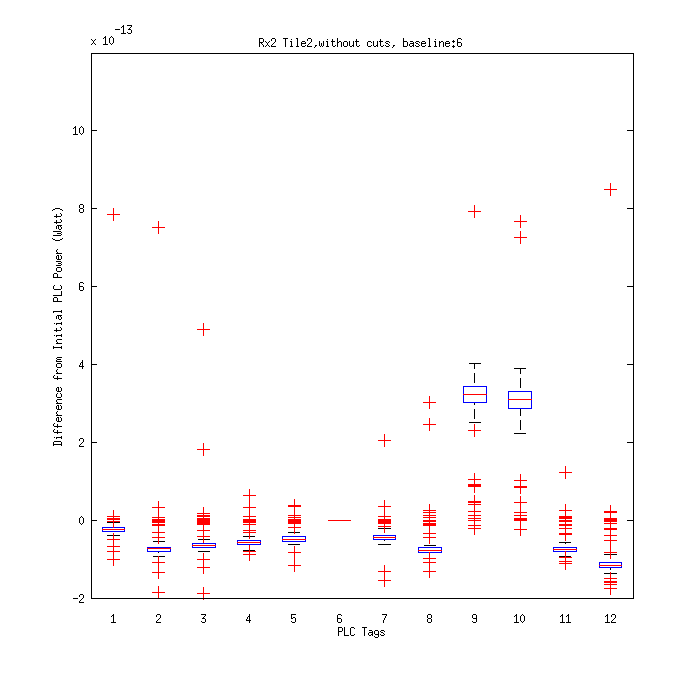 x 10 -13
Rx2 Tile2,without cuts, baseline:6
10
8
6
4
2
0
-2
Difference from Initial PLC Power (Watt)
1 2 3 4 5 6 7 8 9 10 11 12
PLC Tags